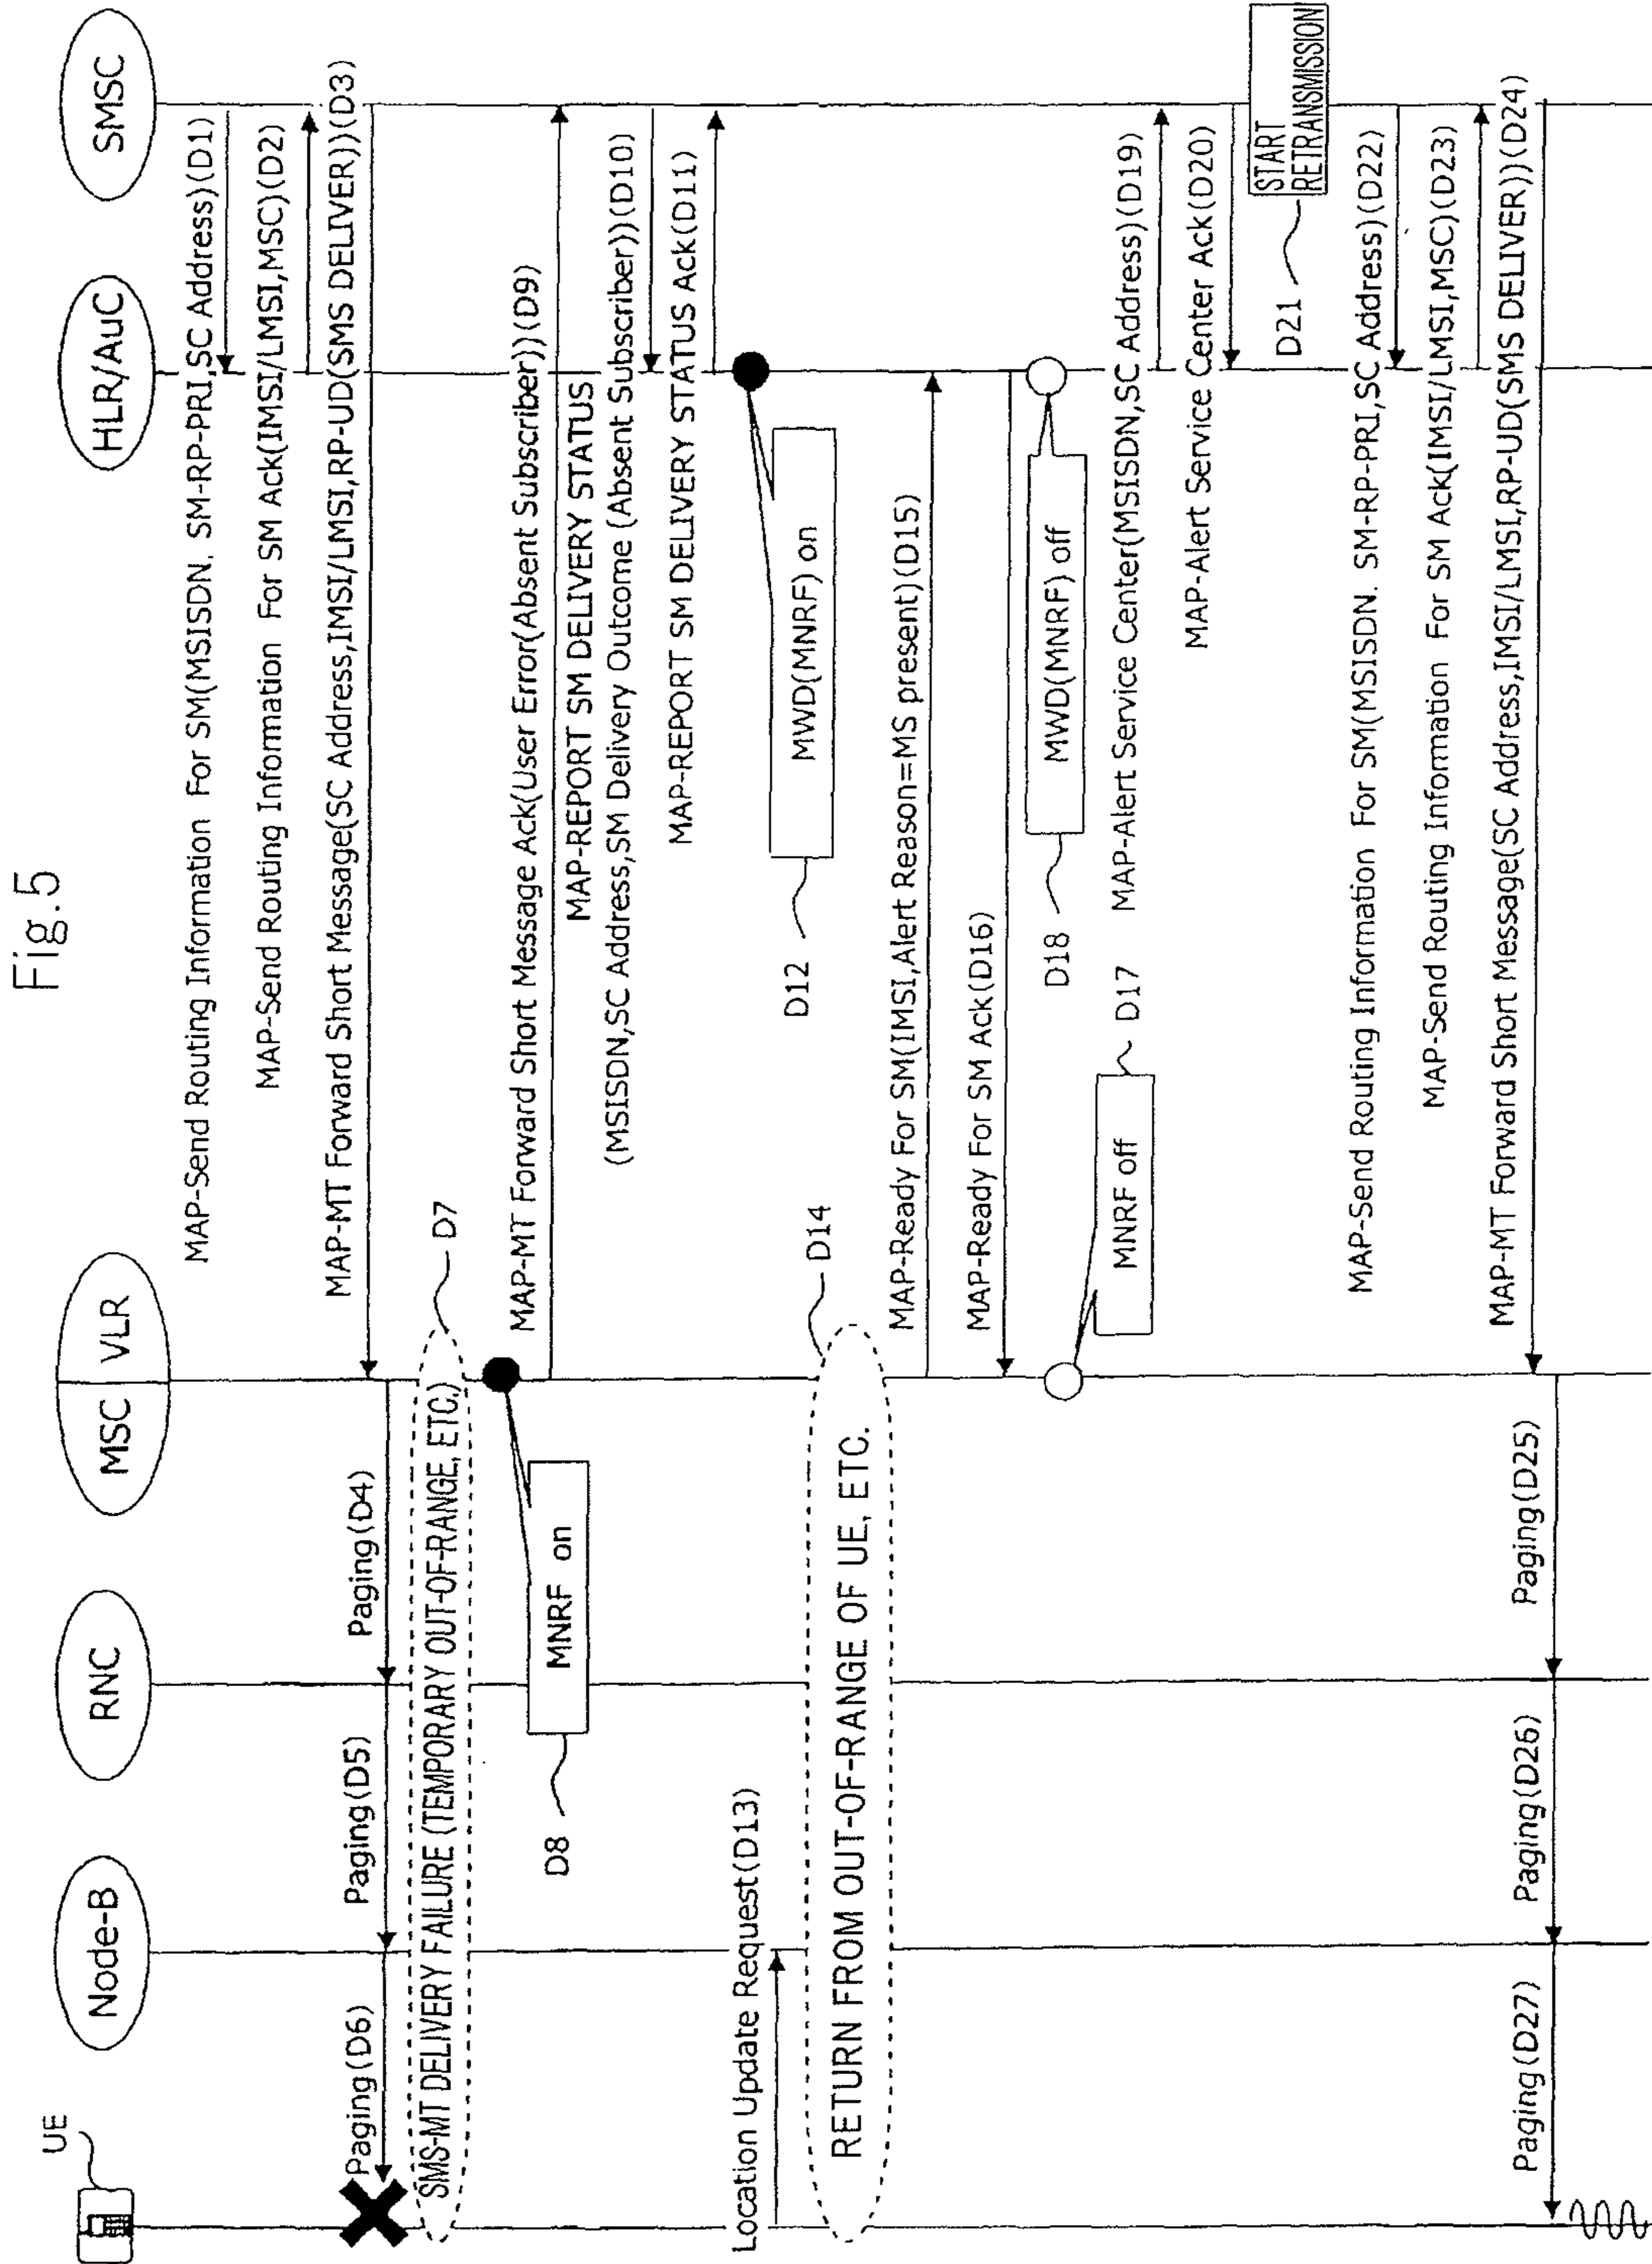 Fig.5
UE
Node-B
RNC
MSC VLR
HLR/AuC
SMSC
MAP-Send Routing Information For SM(MSISDN. SM-RP-PRI,SC Address)(D1)
MAP-Send Routing Information For SM Ack(IMSI/LMSI,MSC)(D2)
MAP-MT Forward Short Message(SC Address,IMSI/LMSI,RP-UD(SMS DELIVER))(D3)
Paging(D4)
Paging(D5)
Paging(D6)
SMS-MT DELIVERY FAILURE (TEMPORARY OUT-OF-RANGE, ETC.)
D7
MNRF on
D8
MAP-MT Forward Short Message Ack(User Error(Absent Subscriber))(D9)
MAP-REPORT SM DELIVERY STATUS
(MSISDN,SC Address,SM Delivery Outcome (Absent Subscriber))(D10)
MAP-REPORT SM DELIVERY STATUS Ack(D11)
MWD(MNRF) on
D12
Location Update Request(D13)
RETURN FROM OUT-OF-RANGE OF UE, ETC.
D14
MAP-Ready For SM(IMSI,Alert Reason=MS present)(D15)
MAP-Ready For SM Ack(D16)
MNRF off
D17
MWD(MNRF) off
D18
MAP-Alert Service Center(MSISDN,SC Address)(D19)
MAP-Alert Service Center Ack(D20)
START
RETRANSMISSION
D21
MAP-Send Routing Information For SM(MSISDN. SM-RP-PRI,SC Address)(D22)
MAP-Send Routing Information For SM Ack(IMSI/LMSI,MSC)(D23)
MAP-MT Forward Short Message(SC Address,IMSI/LMSI,RP-UD(SMS DELIVER))(D24)
Paging(D25)
Paging(D26)
Paging(D27)